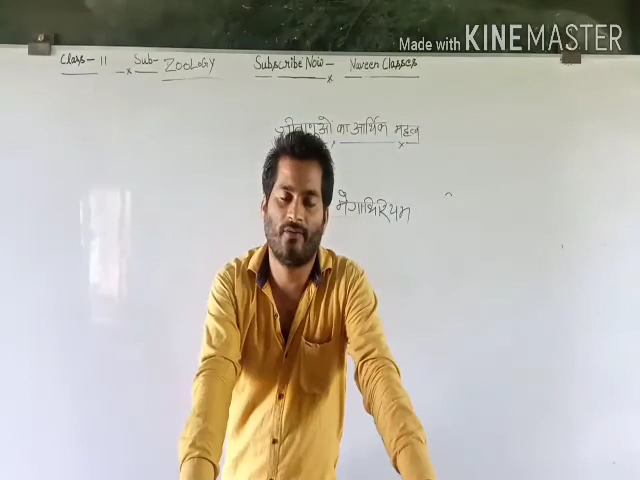 Made with KINEMASTER
Class- 11 Sub- ZOOLOGY Subscribe Now- Naveen Classes
का आर्थिक महत्व
मैगाथिरियम